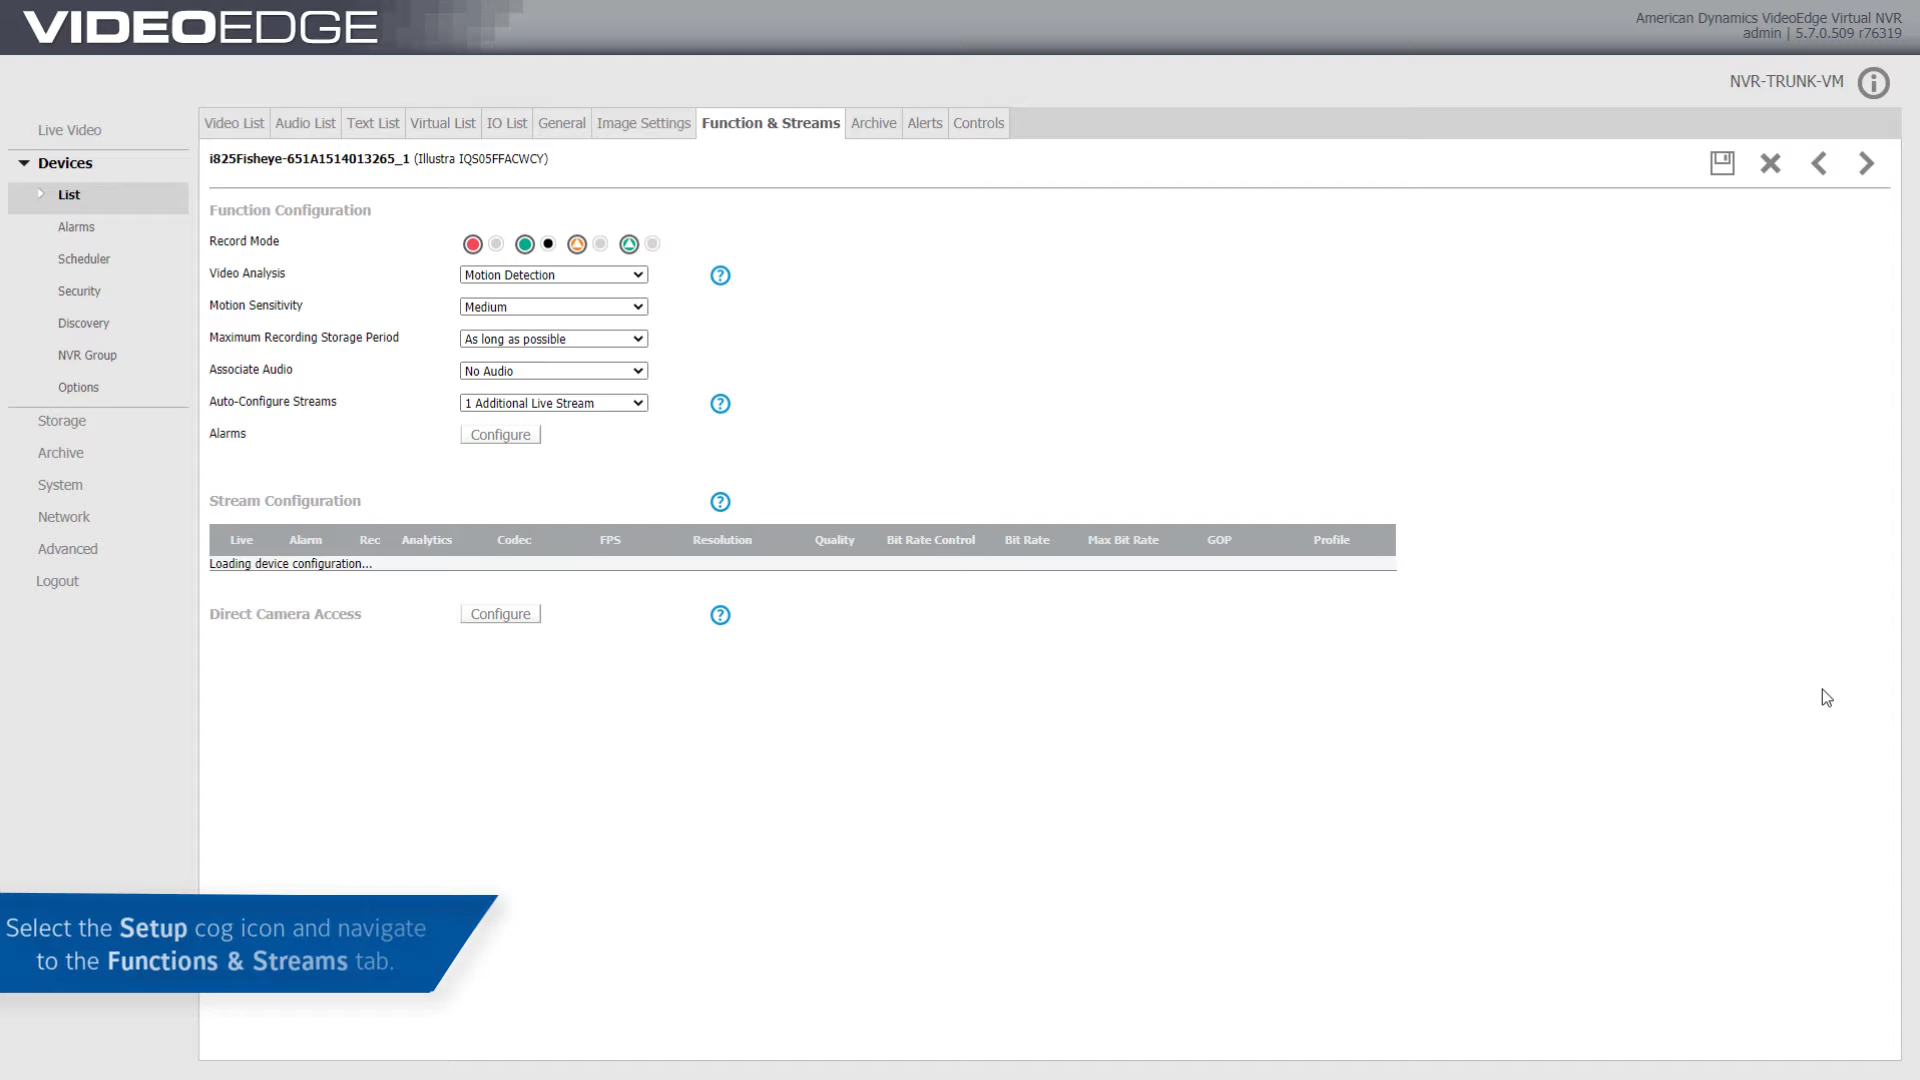 VIDEOEDGE
American Dynamics VideoEdge Virtual NVR
admin | 5.7.0.509 r76319
NVR-TRUNK-VM
Live Video
Devices
List
Alarms
Scheduler
Security
Discovery
NVR Group
Options
Storage
Archive
System
Network
Advanced
Logout
Video List Audio List Text List Virtual List IO List General Image Settings Function & Streams Archive Alerts Controls
i825Fisheye-651A1514013265_1 (Illustra IQS05FFACWCY)
Function Configuration
Record Mode
Video Analysis Motion Detection ?
Motion Sensitivity Medium
Maximum Recording Storage Period As long as possible
Associate Audio No Audio
Auto-Configure Streams 1 Additional Live Stream ?
Alarms Configure
Stream Configuration ?
Live Alarm Rec Analytics Codec FPS Resolution Quality Bit Rate Control Bit Rate Max Bit Rate GOP Profile
Loading device configuration...
Direct Camera Access Configure ?
Select the Setup cog icon and navigate
to the Functions & Streams tab.